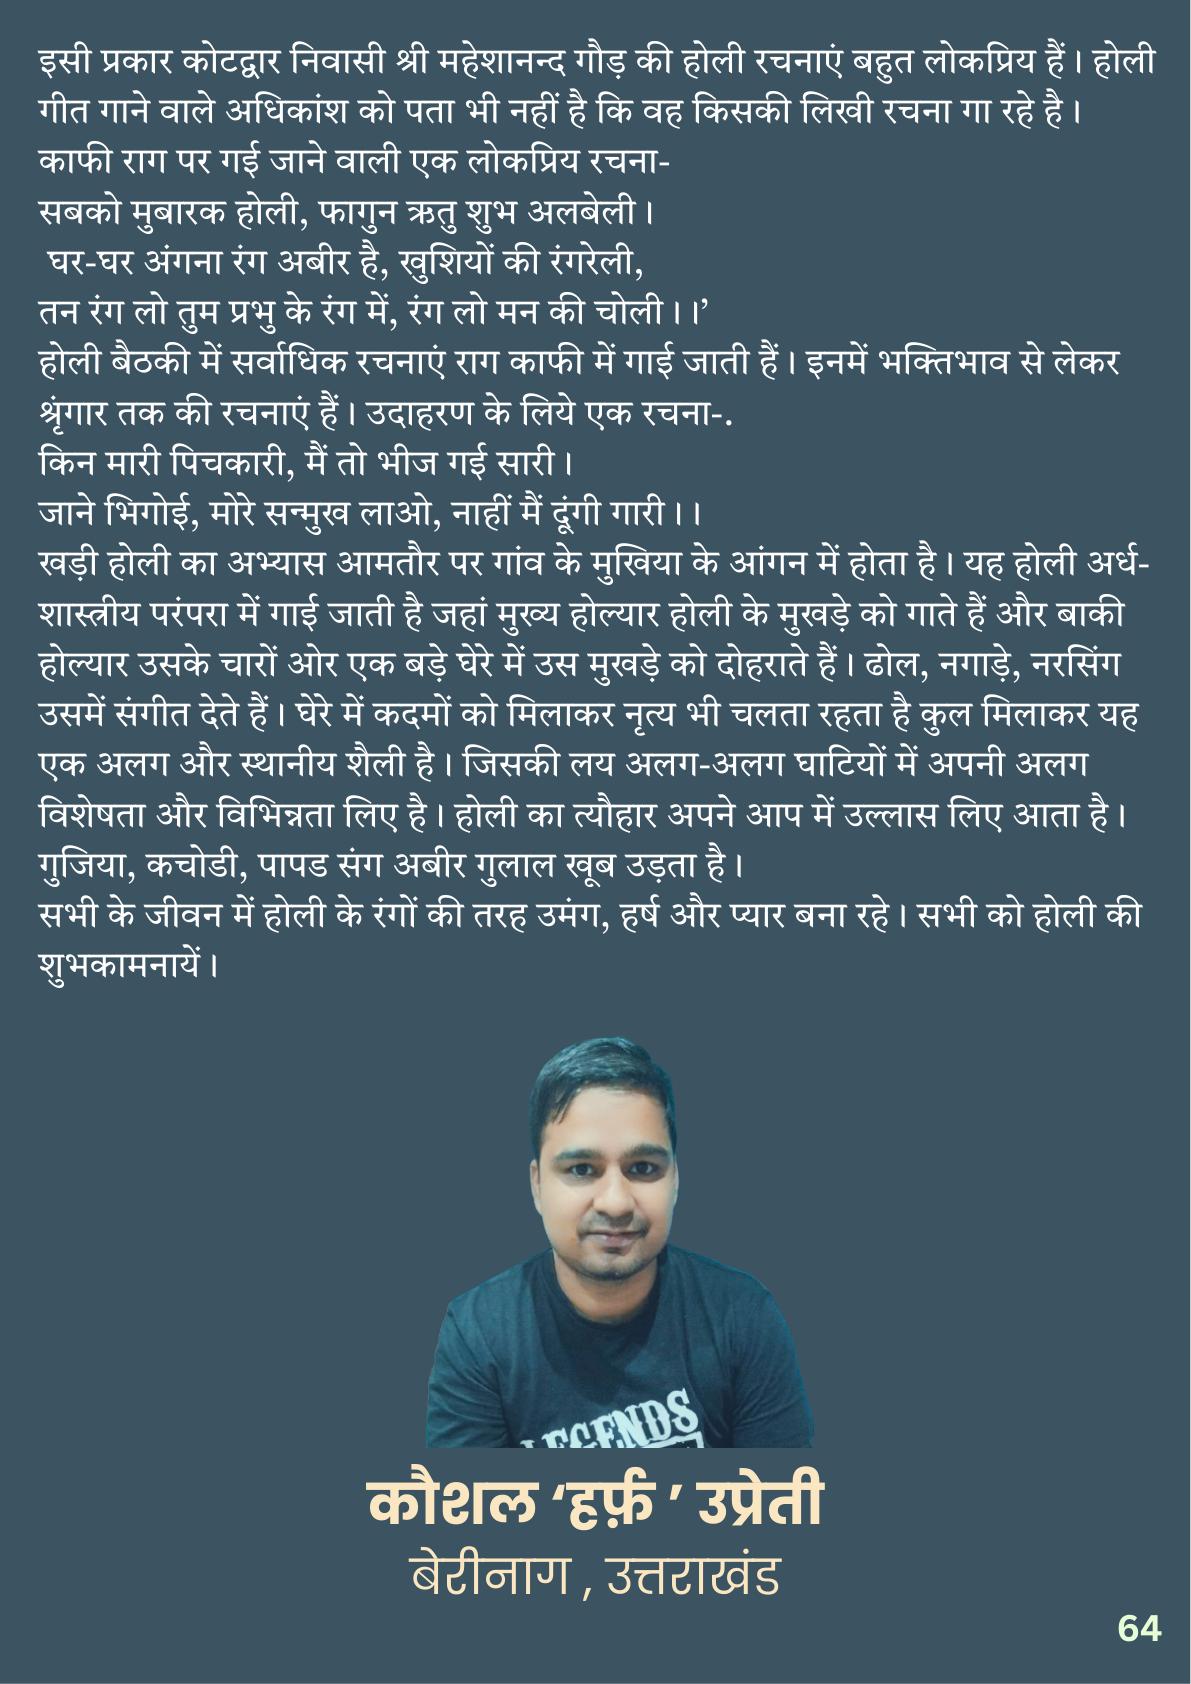 इसी प्रकार कोटद्वार निवासी श्री महेशानन्द गौड़ की होली रचनाएं बहुत लोकप्रिय हैं। होली
गीत गाने वाले अधिकांश को पता भी नहीं है कि वह किसकी लिखी रचना गा रहे है।
काफी राग पर गई जाने वाली एक लोकप्रिय रचना-
सबको मुबारक होली, फागुन ऋतु शुभ अलबेली।
घर-घर अंगना रंग अबीर है, खुशियों की रंगरेली,
तन रंग लो तुम प्रभु के रंग में, रंग लो मन की चोली।।’
होली बैठकी में सर्वाधिक रचनाएं राग काफी में गाई जाती हैं। इनमें भक्तिभाव से लेकर
श्रृंगार तक की रचनाएं हैं। उदाहरण के लिये एक रचना-.
किन मारी पिचकारी, मैं तो भीज गई सारी।
जाने भिगोई, मोरे सन्मुख लाओ, नाहीं मैं दूंगी गारी।।
खड़ी होली का अभ्यास आमतौर पर गांव के मुखिया के आंगन में होता है। यह होली अर्ध-
शास्त्रीय परंपरा में गाई जाती है जहां मुख्य होल्यार होली के मुखड़े को गाते हैं और बाकी
होल्यार उसके चारों ओर एक बड़े घेरे में उस मुखड़े को दोहराते हैं। ढोल, नगाड़े, नरसिंग
उसमें संगीत देते हैं। घेरे में कदमों को मिलाकर नृत्य भी चलता रहता है कुल मिलाकर यह
एक अलग और स्थानीय शैली है। जिसकी लय अलग-अलग घाटियों में अपनी अलग
विशेषता और विभिन्नता लिए है। होली का त्यौहार अपने आप में उल्लास लिए आता है।
गुजिया, कचोडी, पापड संग अबीर गुलाल खूब उड़ता है।
सभी के जीवन में होली के रंगों की तरह उमंग, हर्ष और प्यार बना रहे। सभी को होली की
शुभकामनायें।
LEGENDS
कौशल ‘हर्फ़ ’ उप्रेती
बेरीनाग , उत्तराखंड
64